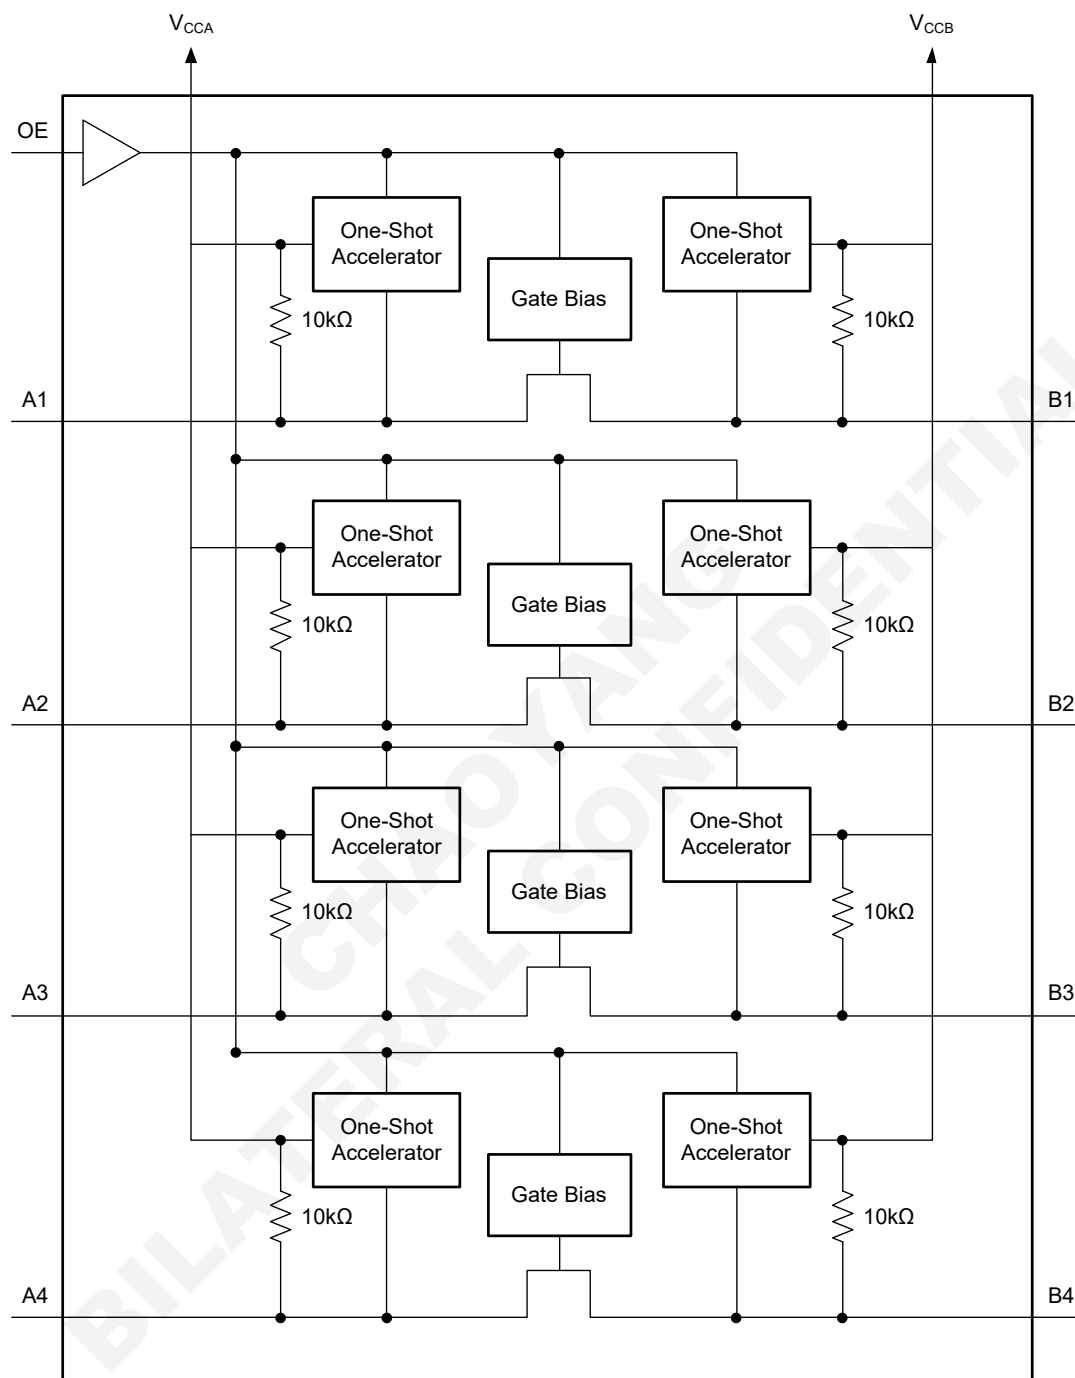 VCCA
VCCB
OE
One-Shot
Accelerator
One-Shot
Accelerator
Gate Bias
10kΩ
10kΩ
A1
B1
One-Shot
Accelerator
One-Shot
Accelerator
Gate Bias
10kΩ
10kΩ
A2
B2
One-Shot
Accelerator
One-Shot
Accelerator
Gate Bias
10kΩ
10kΩ
A3
B3
One-Shot
Accelerator
One-Shot
Accelerator
Gate Bias
10kΩ
10kΩ
A4
B4
CHAOYANG
BILATERAL CONFIDENTIAL